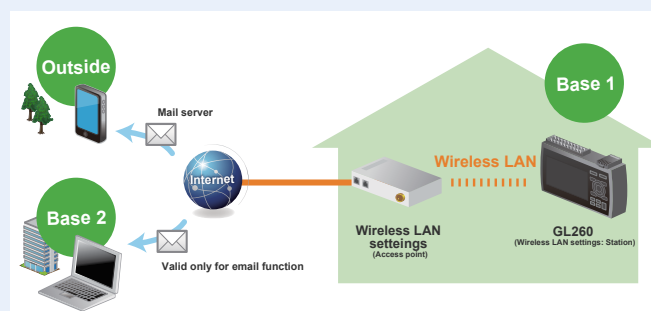 Outside
Mail server
Internet
Base 2
Valid only for email function
Base 1
Wireless LAN
Wireless LAN
setteings
(Access point)
GL260
(Wireless LAN settings: Station)